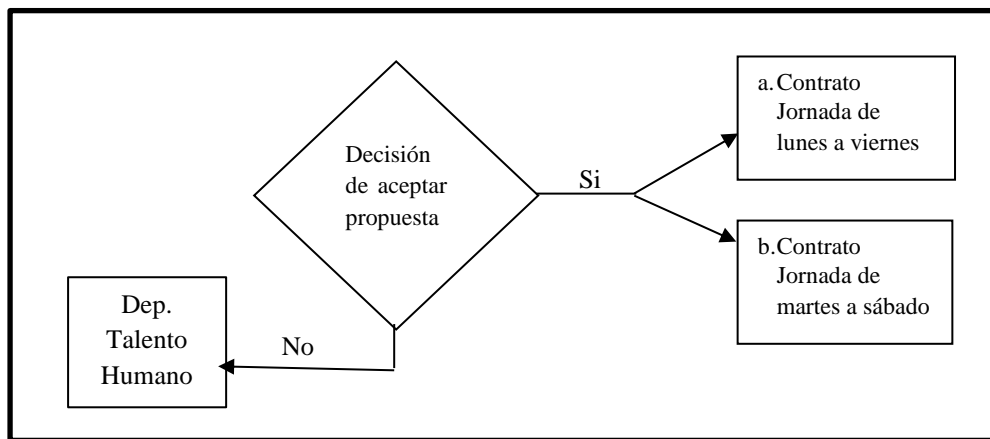 Decisión
de aceptar
propuesta
Si
a. Contrato
Jornada de
lunes a viernes
b. Contrato
Jornada de
martes a sábado
No
Dep.
Talento
Humano